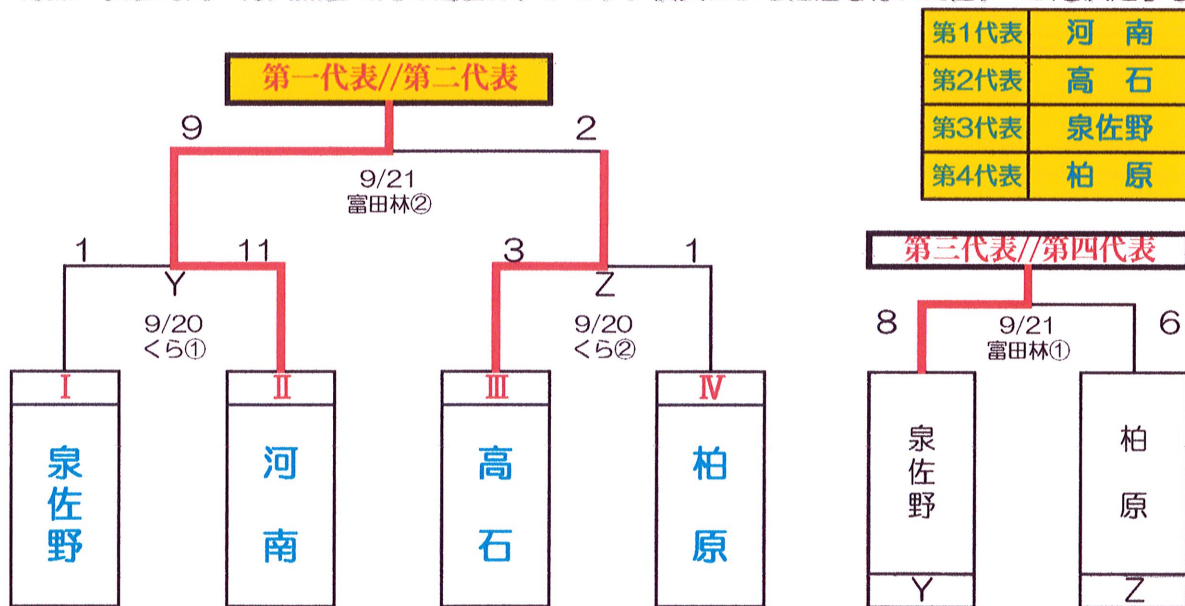 第1代表 河 南
第2代表 高 石
第3代表 泉佐野
第4代表 柏 原
第一代表//第二代表
9 2
9/21
富田林②
1 11 3 1
Y Z
9/20 9/20
くら① くら②
Ⅰ Ⅱ Ⅲ Ⅳ
泉佐野 河南 高石 柏原
第三代表//第四代表
8 6
9/21
富田林①
泉佐野 柏原
Y Z